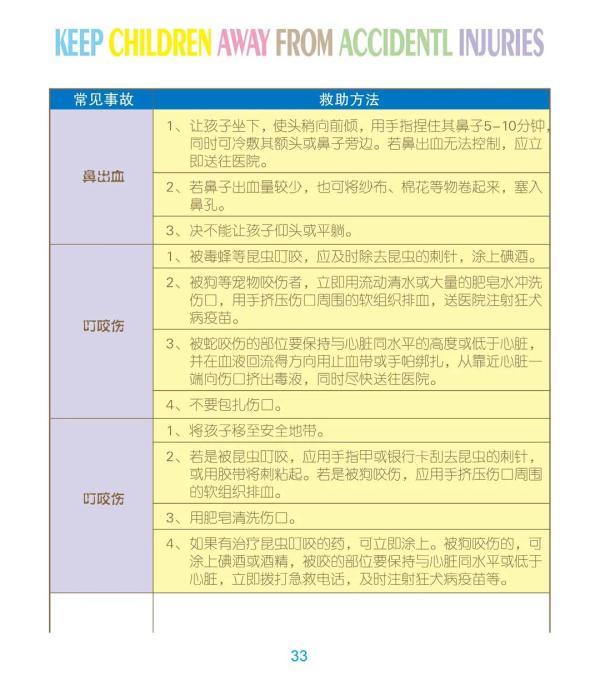 KEEP CHILDREN AWAY FROM ACCIDENTL INJURIES
常见事故
救助方法
鼻出血
1、让孩子坐下，使头稍向前倾，用手指捏住其鼻子5-10分钟，
同时可冷敷其额头或鼻子旁边。若鼻出血无法控制，应立
即送往医院。
2、若鼻子出血量较少，也可将纱布、棉花等物卷起来，塞入
鼻孔。
3、决不能让孩子仰头或平躺。
叮咬伤
1、被毒蜂等昆虫叮咬，应及时除去昆虫的刺针，涂上碘酒。
2、被狗等宠物咬伤者，立即用流动清水或大量的肥皂水冲洗
伤口，用手挤压伤口周围的软组织排血，送医院注射狂犬
病疫苗。
3、被蛇咬伤的部位要保持与心脏同水平的高度或低于心脏，
并在血液回流得方向用止血带或手帕绑扎，从靠近心脏一
端向伤口挤出毒液，同时尽快送往医院。
4、不要包扎伤口。
叮咬伤
1、将孩子移至安全地带。
2、若是被昆虫叮咬，应用手指甲或银行卡刮去昆虫的刺针，
或用胶带将刺粘起。若是被狗咬伤，应用手挤压伤口周围
的软组织排血。
3、用肥皂清洗伤口。
4、如果有治疗昆虫叮咬的药，可立即涂上。被狗咬伤的，可
涂上碘酒或酒精，被咬的部位要保持与心脏同水平或低于
心脏，立即拨打急救电话，及时注射狂犬病疫苗等。
33